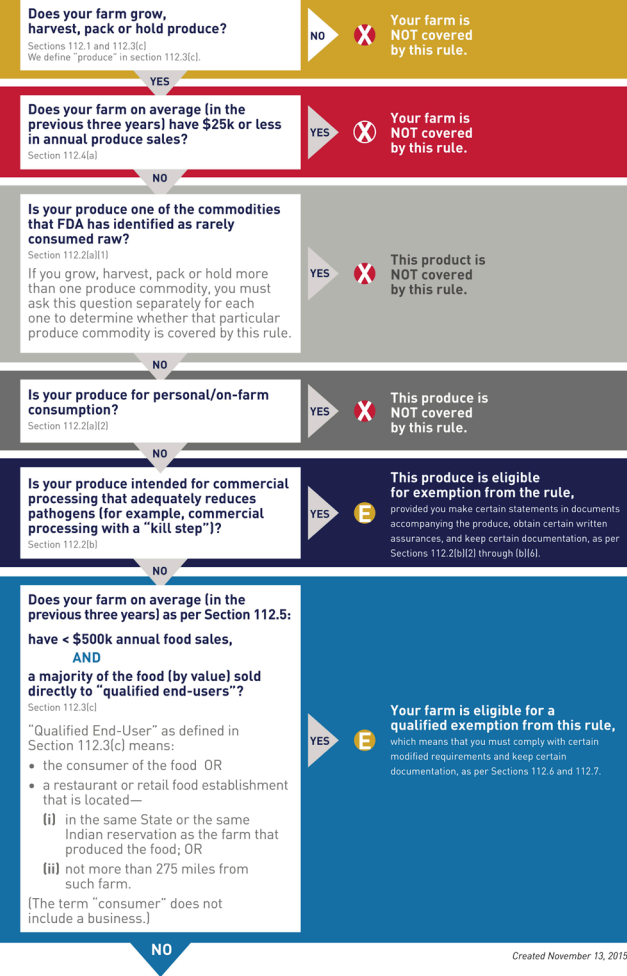 Does your farm grow,
harvest, pack or hold produce?
Sections 112.1 and 112.3(c)
We define “produce” in section 112.3(c).
NO
X
Your farm is
NOT covered
by this rule.
YES
Does your farm on average (in the
previous three years) have $25k or less
in annual produce sales?
Section 112.4(a)
YES
X
Your farm is
NOT covered
by this rule.
NO
Is your produce one of the commodities
that FDA has identified as rarely
consumed raw?
Section 112.2(a)(1)
If you grow, harvest, pack or hold more
than one produce commodity, you must
ask this question separately for each
one to determine whether that particular
produce commodity is covered by this rule.
YES
X
This product is
NOT covered
by this rule.
NO
Is your produce for personal/on-farm
consumption?
Section 112.2(a)(2)
YES
X
This produce is
NOT covered
by this rule.
NO
Is your produce intended for commercial
processing that adequately reduces
pathogens (for example, commercial
processing with a “kill step”)?
Section 112.2(b)
YES
E
This produce is eligible
for exemption from the rule,
provided you make certain statements in documents
accompanying the produce, obtain certain written
assurances, and keep certain documentation, as per
Sections 112.2(b)(2) through (b)(6).
NO
Does your farm on average (in the
previous three years) as per Section 112.5:
have < $500k annual food sales,
AND
a majority of the food (by value) sold
directly to “qualified end-users”?
Section 112.3(c)
“Qualified End-User” as defined in
Section 112.3(c) means:
• the consumer of the food OR
• a restaurant or retail food establishment
that is located—
(i) in the same State or the same
Indian reservation as the farm that
produced the food; OR
(ii) not more than 275 miles from
such farm.
(The term “consumer” does not
include a business.)
YES
E
Your farm is eligible for a
qualified exemption from this rule,
which means that you must comply with certain
modified requirements and keep certain
documentation, as per Sections 112.6 and 112.7.
NO
Created November 13, 2015